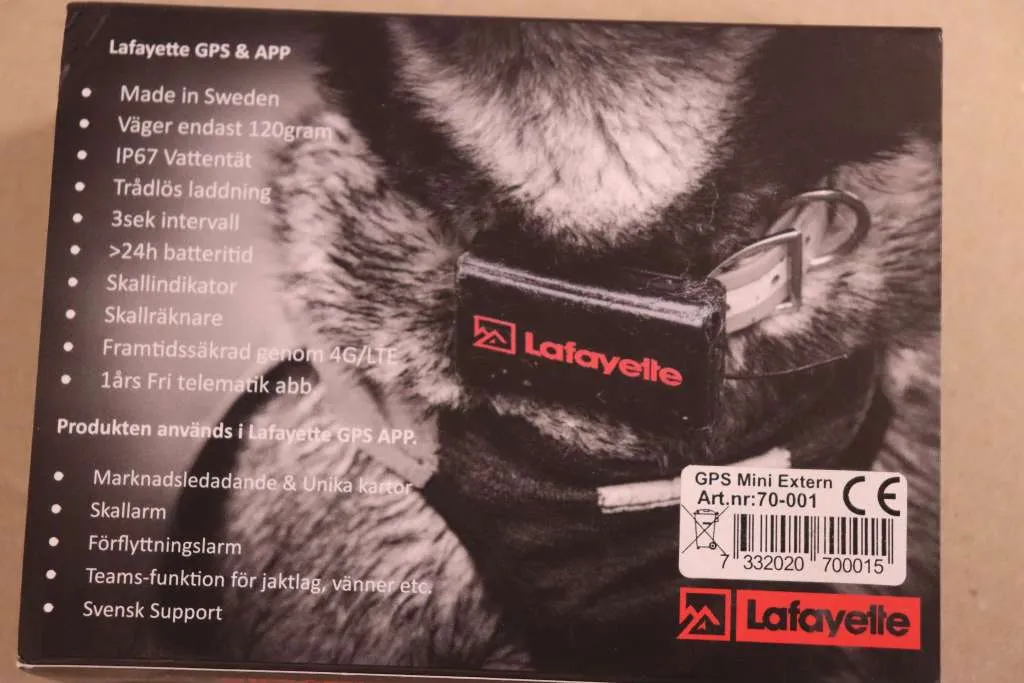 Lafayette GPS & APP
• Made in Sweden
• Väger endast 120gram
• IP67 Vattentät
• Trådlös laddning
• 3sek intervall
• >24h batteritid
• Skallindikator
• Skallräknare
• Framtidssäkrad genom 4G/LTE
• 1års Fri telematik abb
Produkten används i Lafayette GPS APP.
• Marknadsledadande & Unika kartor
• Skallarm
• Förflyttningslarm
• Teams-funktion för jaktlag, vänner etc.
• Svensk Support
Lafayette
GPS Mini Extern
Art.nr:70-001
CE
7 332020 700015
Lafayette